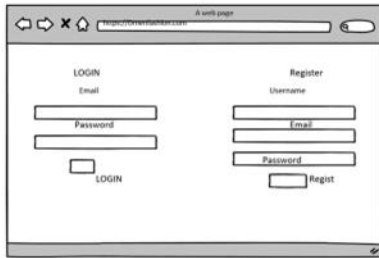 A web page
LOGIN
Email
Password
LOGIN
Register
Username
Email
Password
Regist